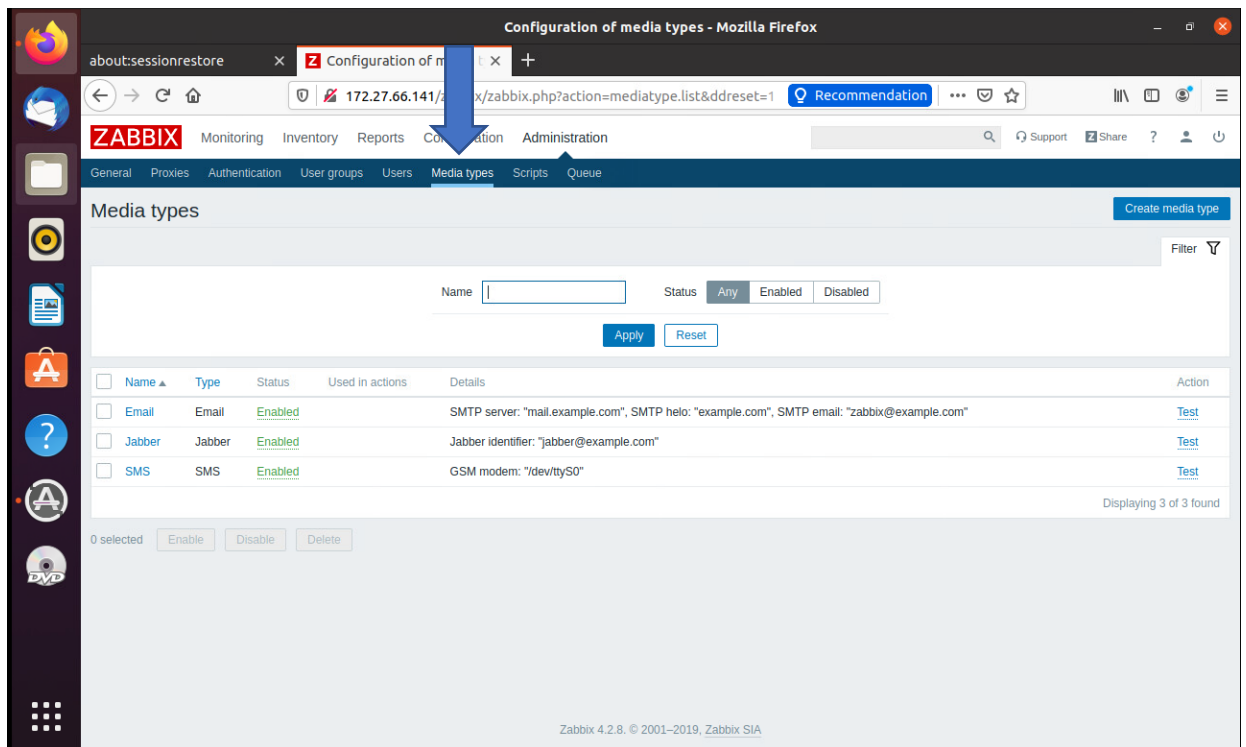 Configuration of media types - Mozilla Firefox
about:sessionrestore
Z Configuration of
172.27.66.141/ x/zabbix.php?action=mediatype.list&ddreset=1 Recommendation
ZABBIX Monitoring Inventory Reports Administration Support Z Share ?
General Proxies Authentication User groups Users Media types Scripts Queue
Media types Create media type
Filter
Name Status Any Enabled Disabled
Apply Reset
Name Type Status Used in actions Details Action
Email Email Enabled SMTP server: "mail.example.com", SMTP helo: "example.com", SMTP email: "zabbix@example.com" Test
Jabber Jabber Enabled Jabber identifier: "jabber@example.com" Test
SMS SMS Enabled GSM modem: "/dev/ttyS0" Test
Displaying 3 of 3 found
0 selected Enable Disable Delete
DVD
Zabbix 4.2.8. © 2001–2019, Zabbix SIA